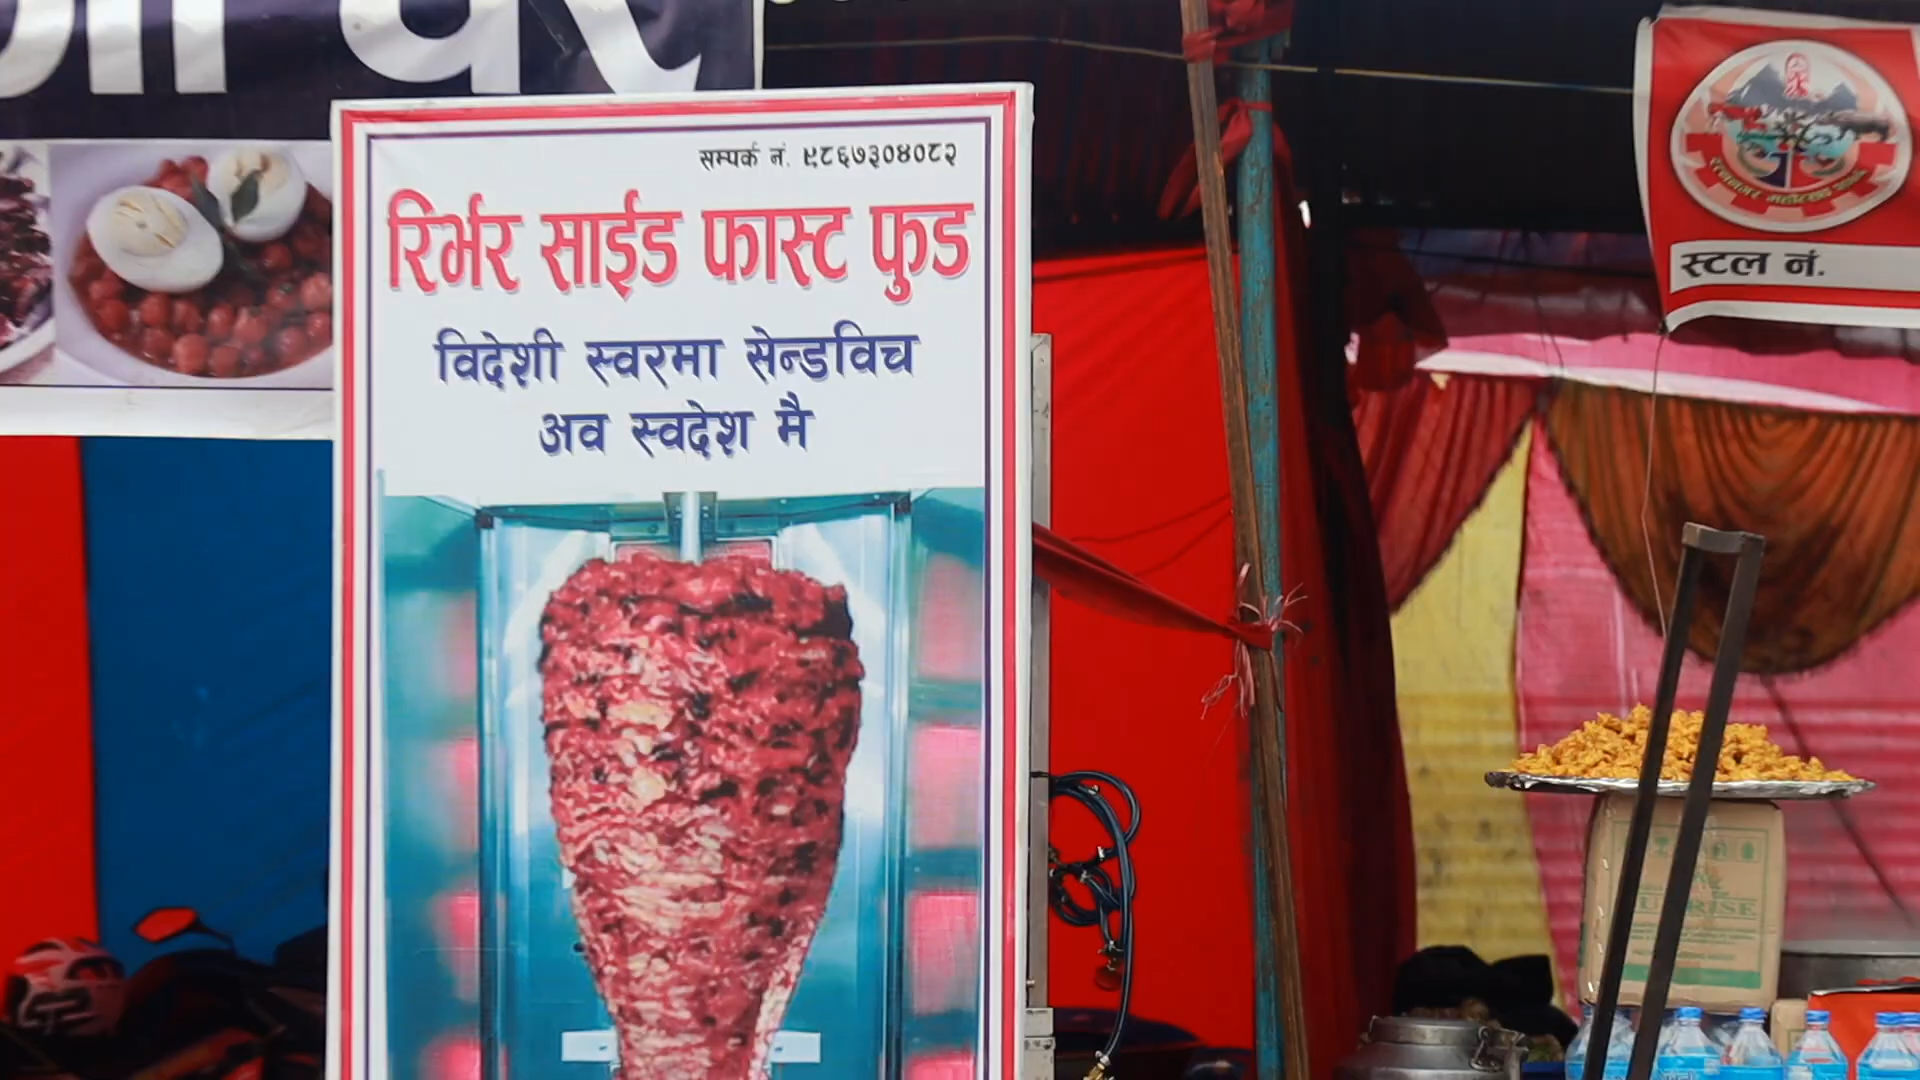 सम्पर्क नं. ९८६७३०४०८२
रिर्भर साईड फास्ट फुड
विदेशी स्वरमा सेन्डविच
अव स्वदेश मै
स्टल नं.